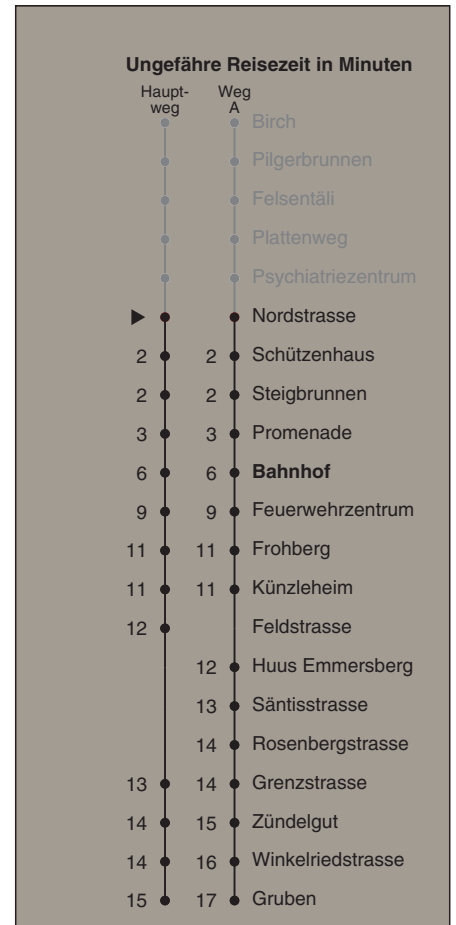 Ungefähre Reisezeit in Minuten
Haupt- Weg
weg A
Birch
Pilgerbrunnen
Felsentäli
Plattenweg
Psychiatriezentrum
Nordstrasse
2 2 Schützenhaus
2 2 Steigbrunnen
3 3 Promenade
6 6 Bahnhof
9 9 Feuerwehrzentrum
11 11 Frohberg
11 11 Künzleheim
12 Feldstrasse
12 Huus Emmersberg
13 Säntisstrasse
14 Rosenbergstrasse
13 14 Grenzstrasse
14 15 Zündelgut
14 16 Winkelriedstrasse
15 17 Gruben